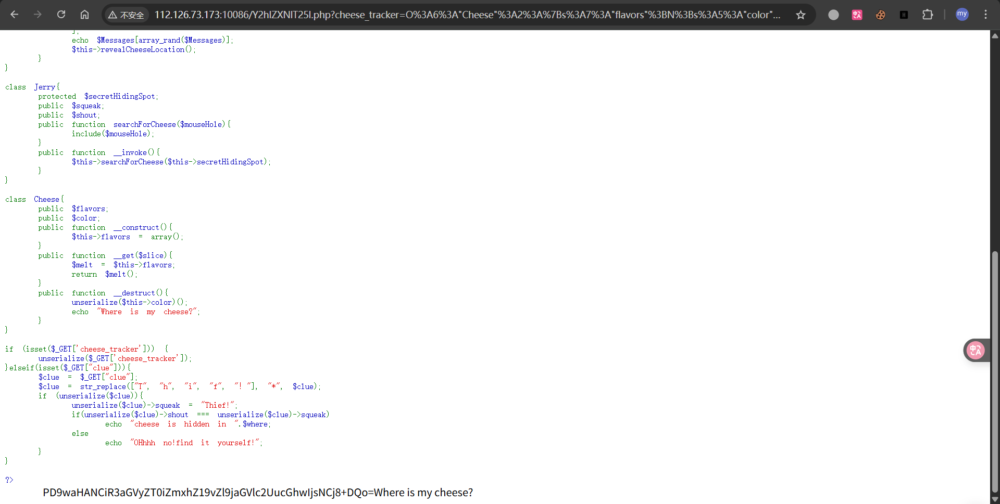 不安全 112.126.73.173:10086/Y2hlZXNlT25l.php?cheese_tracker=O%3A6%3A"Cheese"%3A2%3A%7Bs%3A7%3A"flavors"%3BN%3Bs%3A5%3A"color"... 中A my
];
echo $Messages[array_rand($Messages)];
$this->revealCheeseLocation();
}
}
class Jerry{
protected $secretHidingSpot;
public $squeak;
public $shout;
public function searchForCheese($mouseHole){
include($mouseHole);
}
public function __invoke(){
$this->searchForCheese($this->secretHidingSpot);
}
}
class Cheese{
public $flavors;
public $color;
public function __construct(){
$this->flavors = array();
}
public function __get($slice){
$melt = $this->flavors;
return $melt();
}
public function __destruct(){
unserialize($this->color)();
echo "Where is my cheese?";
}
}
if (isset($_GET['cheese_tracker'])) {
unserialize($_GET['cheese_tracker']);
}elseif(isset($_GET["clue"])){
$clue = $_GET["clue"];
$clue = str_replace(["T", "h", "i", "f", "! "], "*", $clue);
if (unserialize($clue)){
unserialize($clue)->squeak = "Thief!";
if(unserialize($clue)->shout === unserialize($clue)->squeak)
echo "cheese is hidden in ".$where;
else
echo "OHhhh no!find it yourself!";
}
}
?>
PD9waHANCiR3aGVyZT0iZmxhZ19vZl9jaGVlc2UucGhwIjsNCj8+DQo=Where is my cheese?
中A